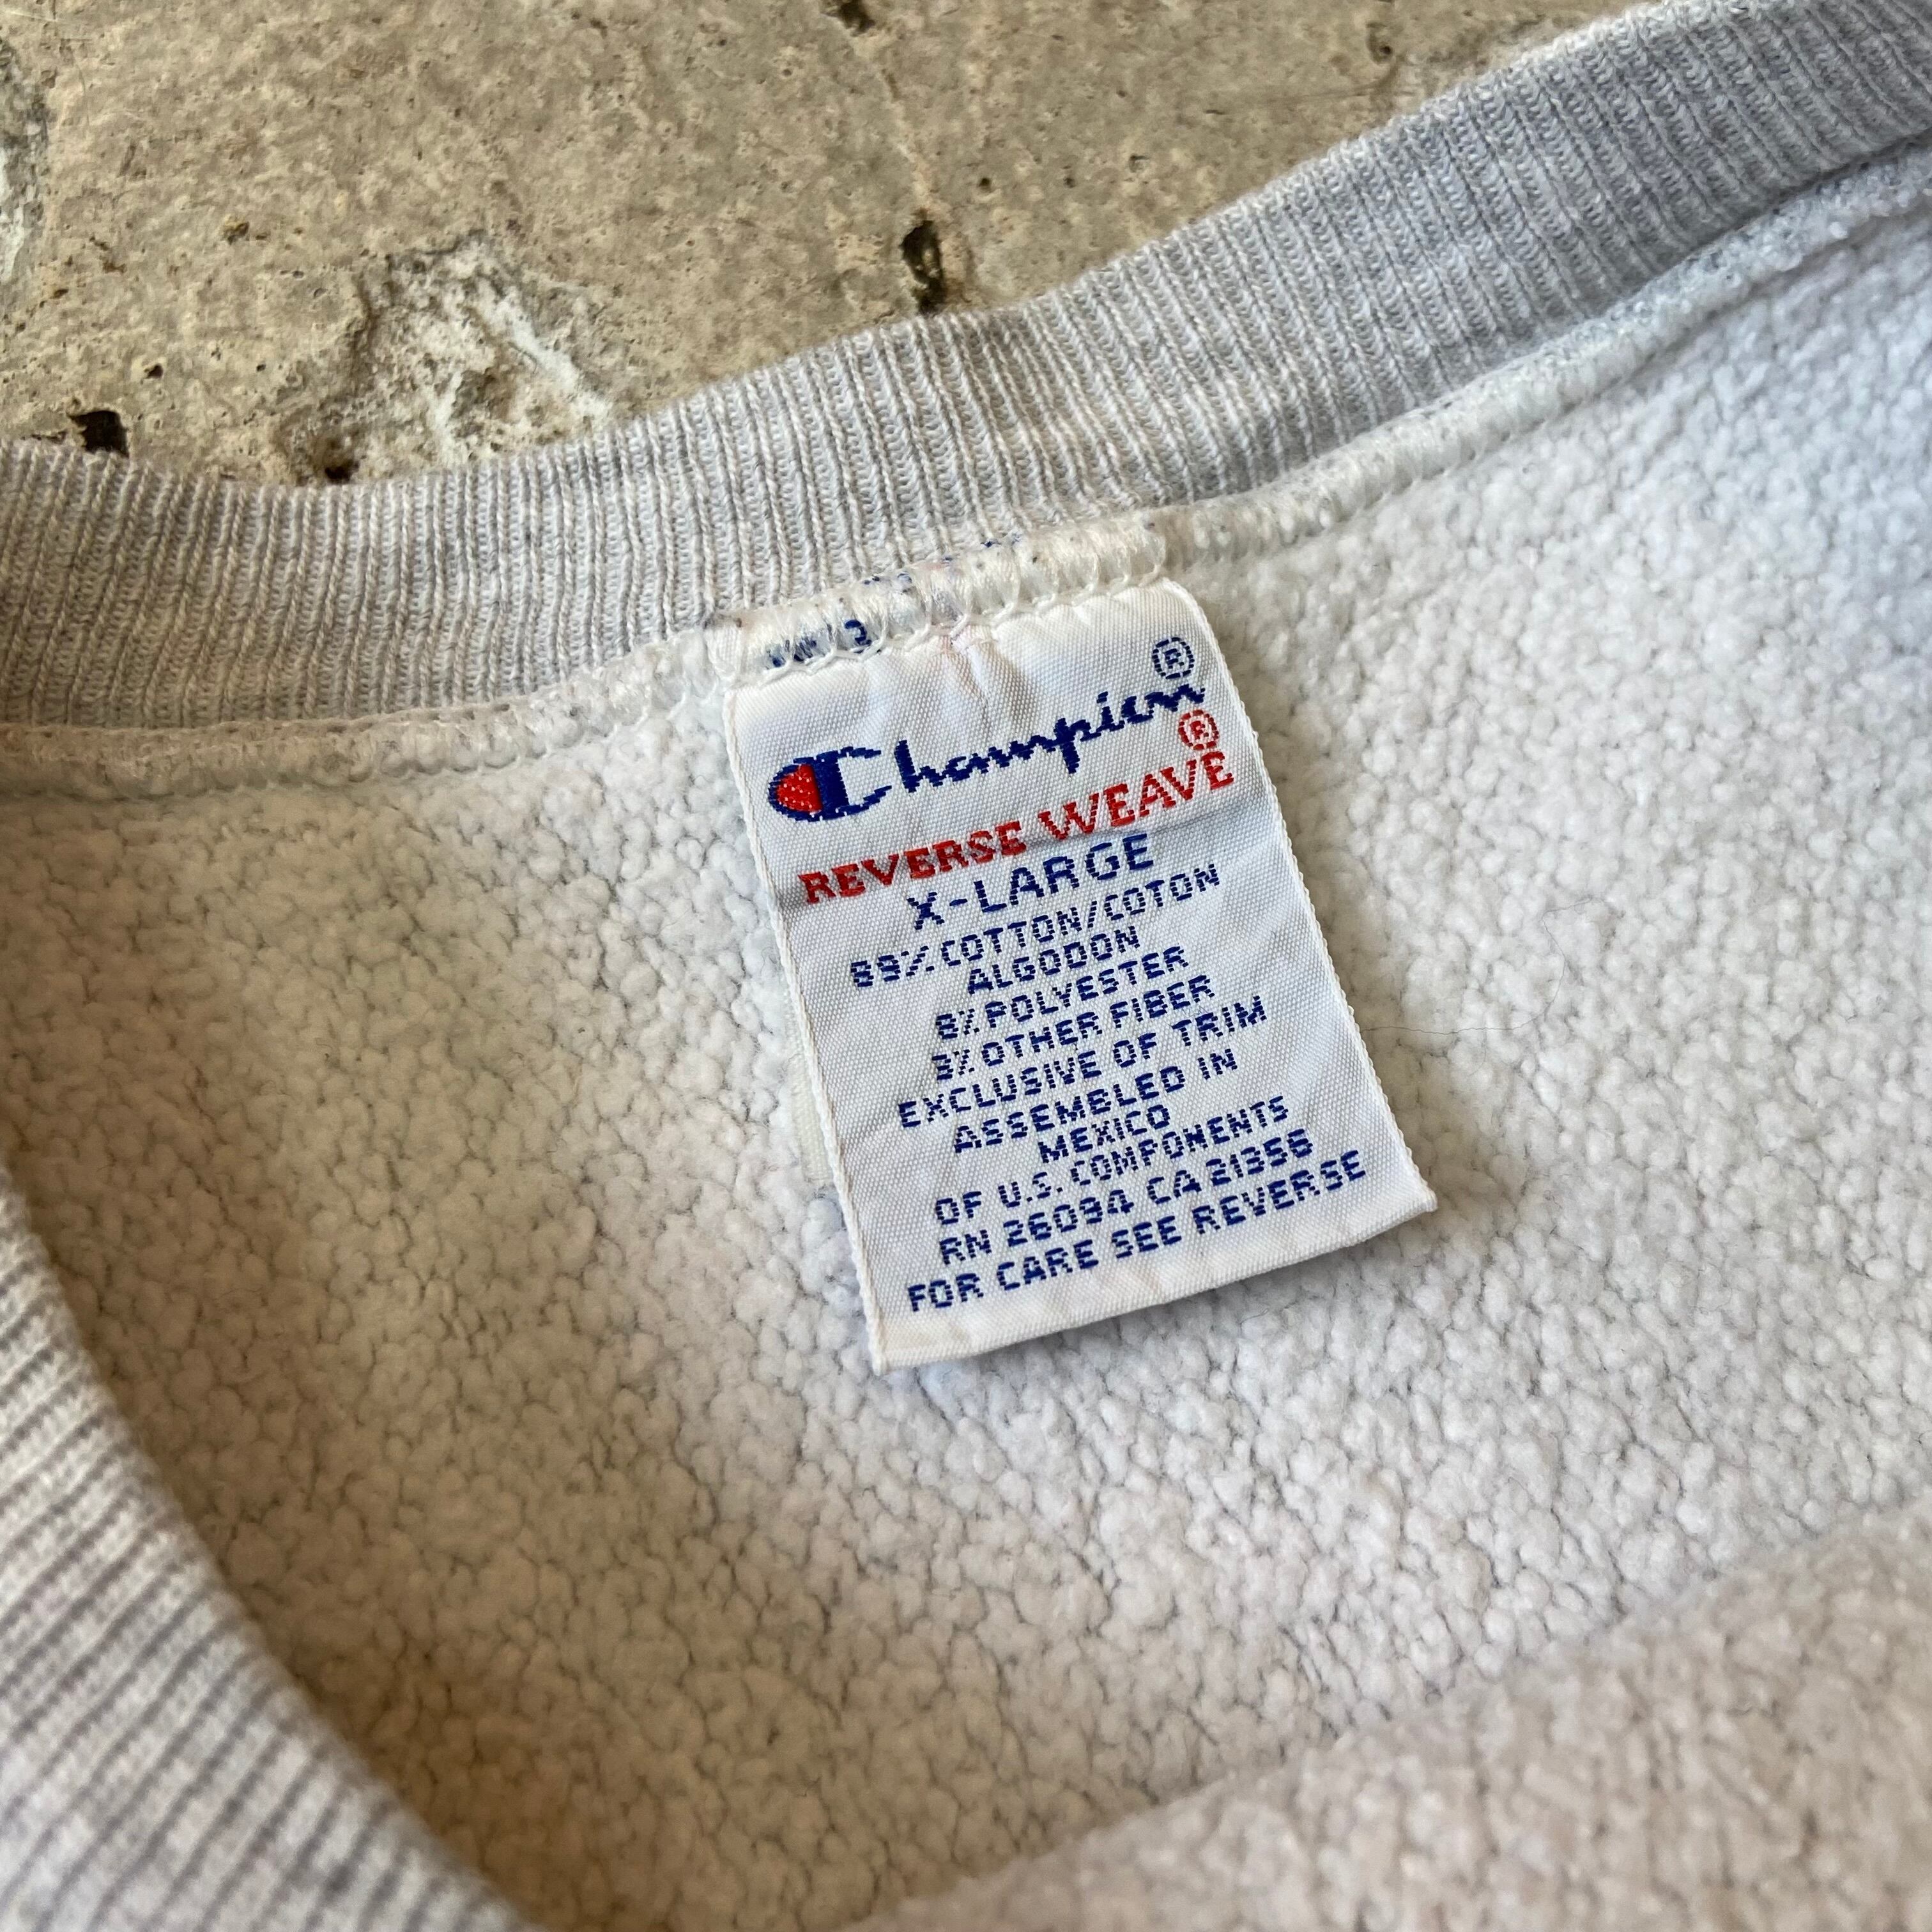 Champion®
REVERSE WEAVE®
X-LARGE
89% COTTON/COTON
ALGODON
8% POLYESTER
3% OTHER FIBER
EXCLUSIVE OF TRIM
ASSEMBLED IN
MEXICO
OF U.S. COMPONENTS
RN 26094 CA 21356
FOR CARE SEE REVERSE